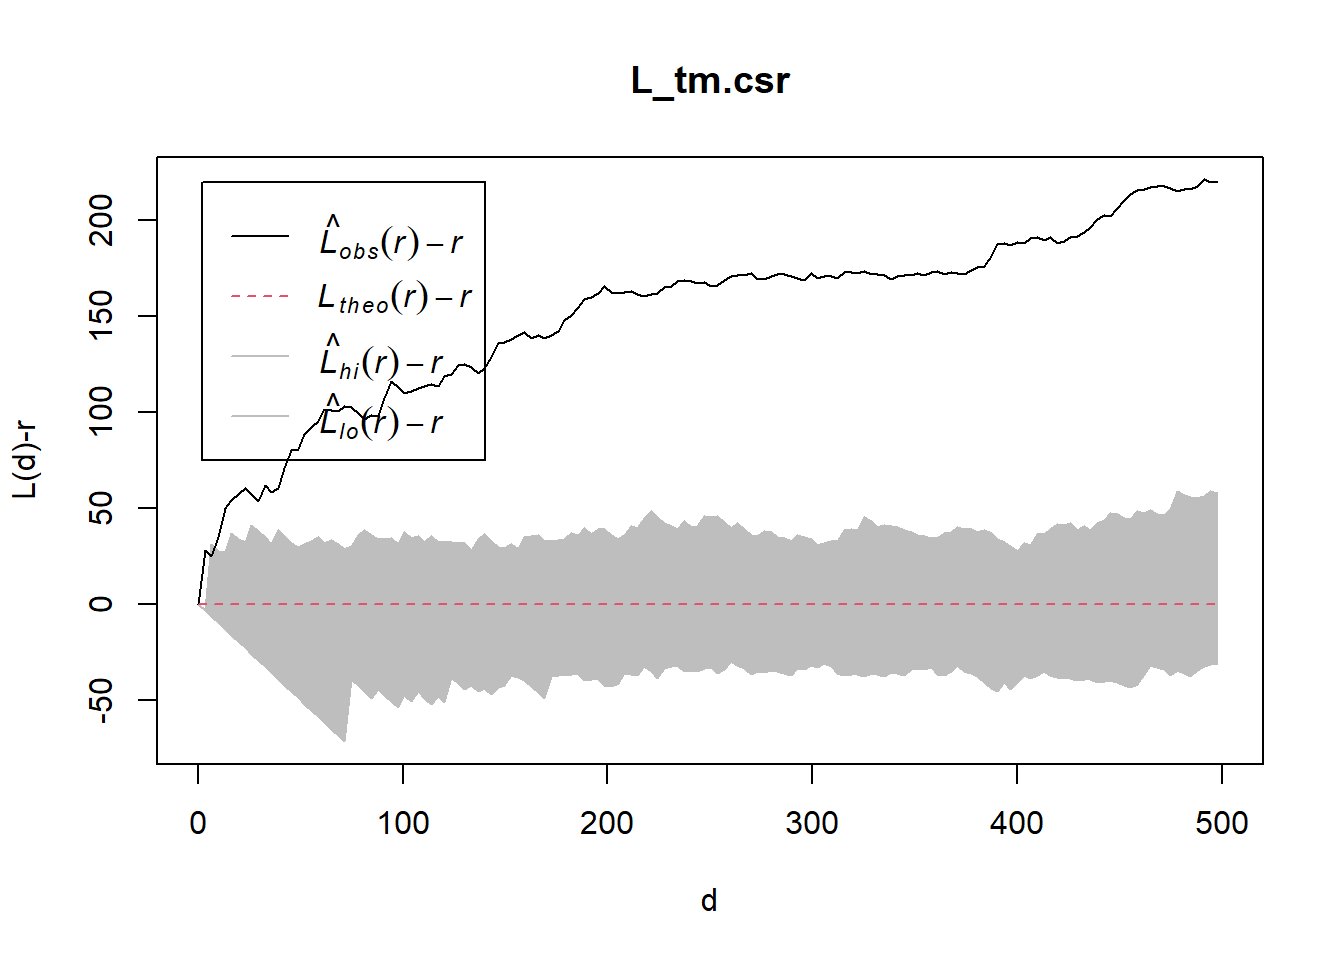 L_tm.csr
L̂obs(r) − r
Ltheo(r) − r
L̂hi(r) − r
L̂lo(r) − r
L(d)-r
200
150
100
50
0
-50
0 100 200 300 400 500
d